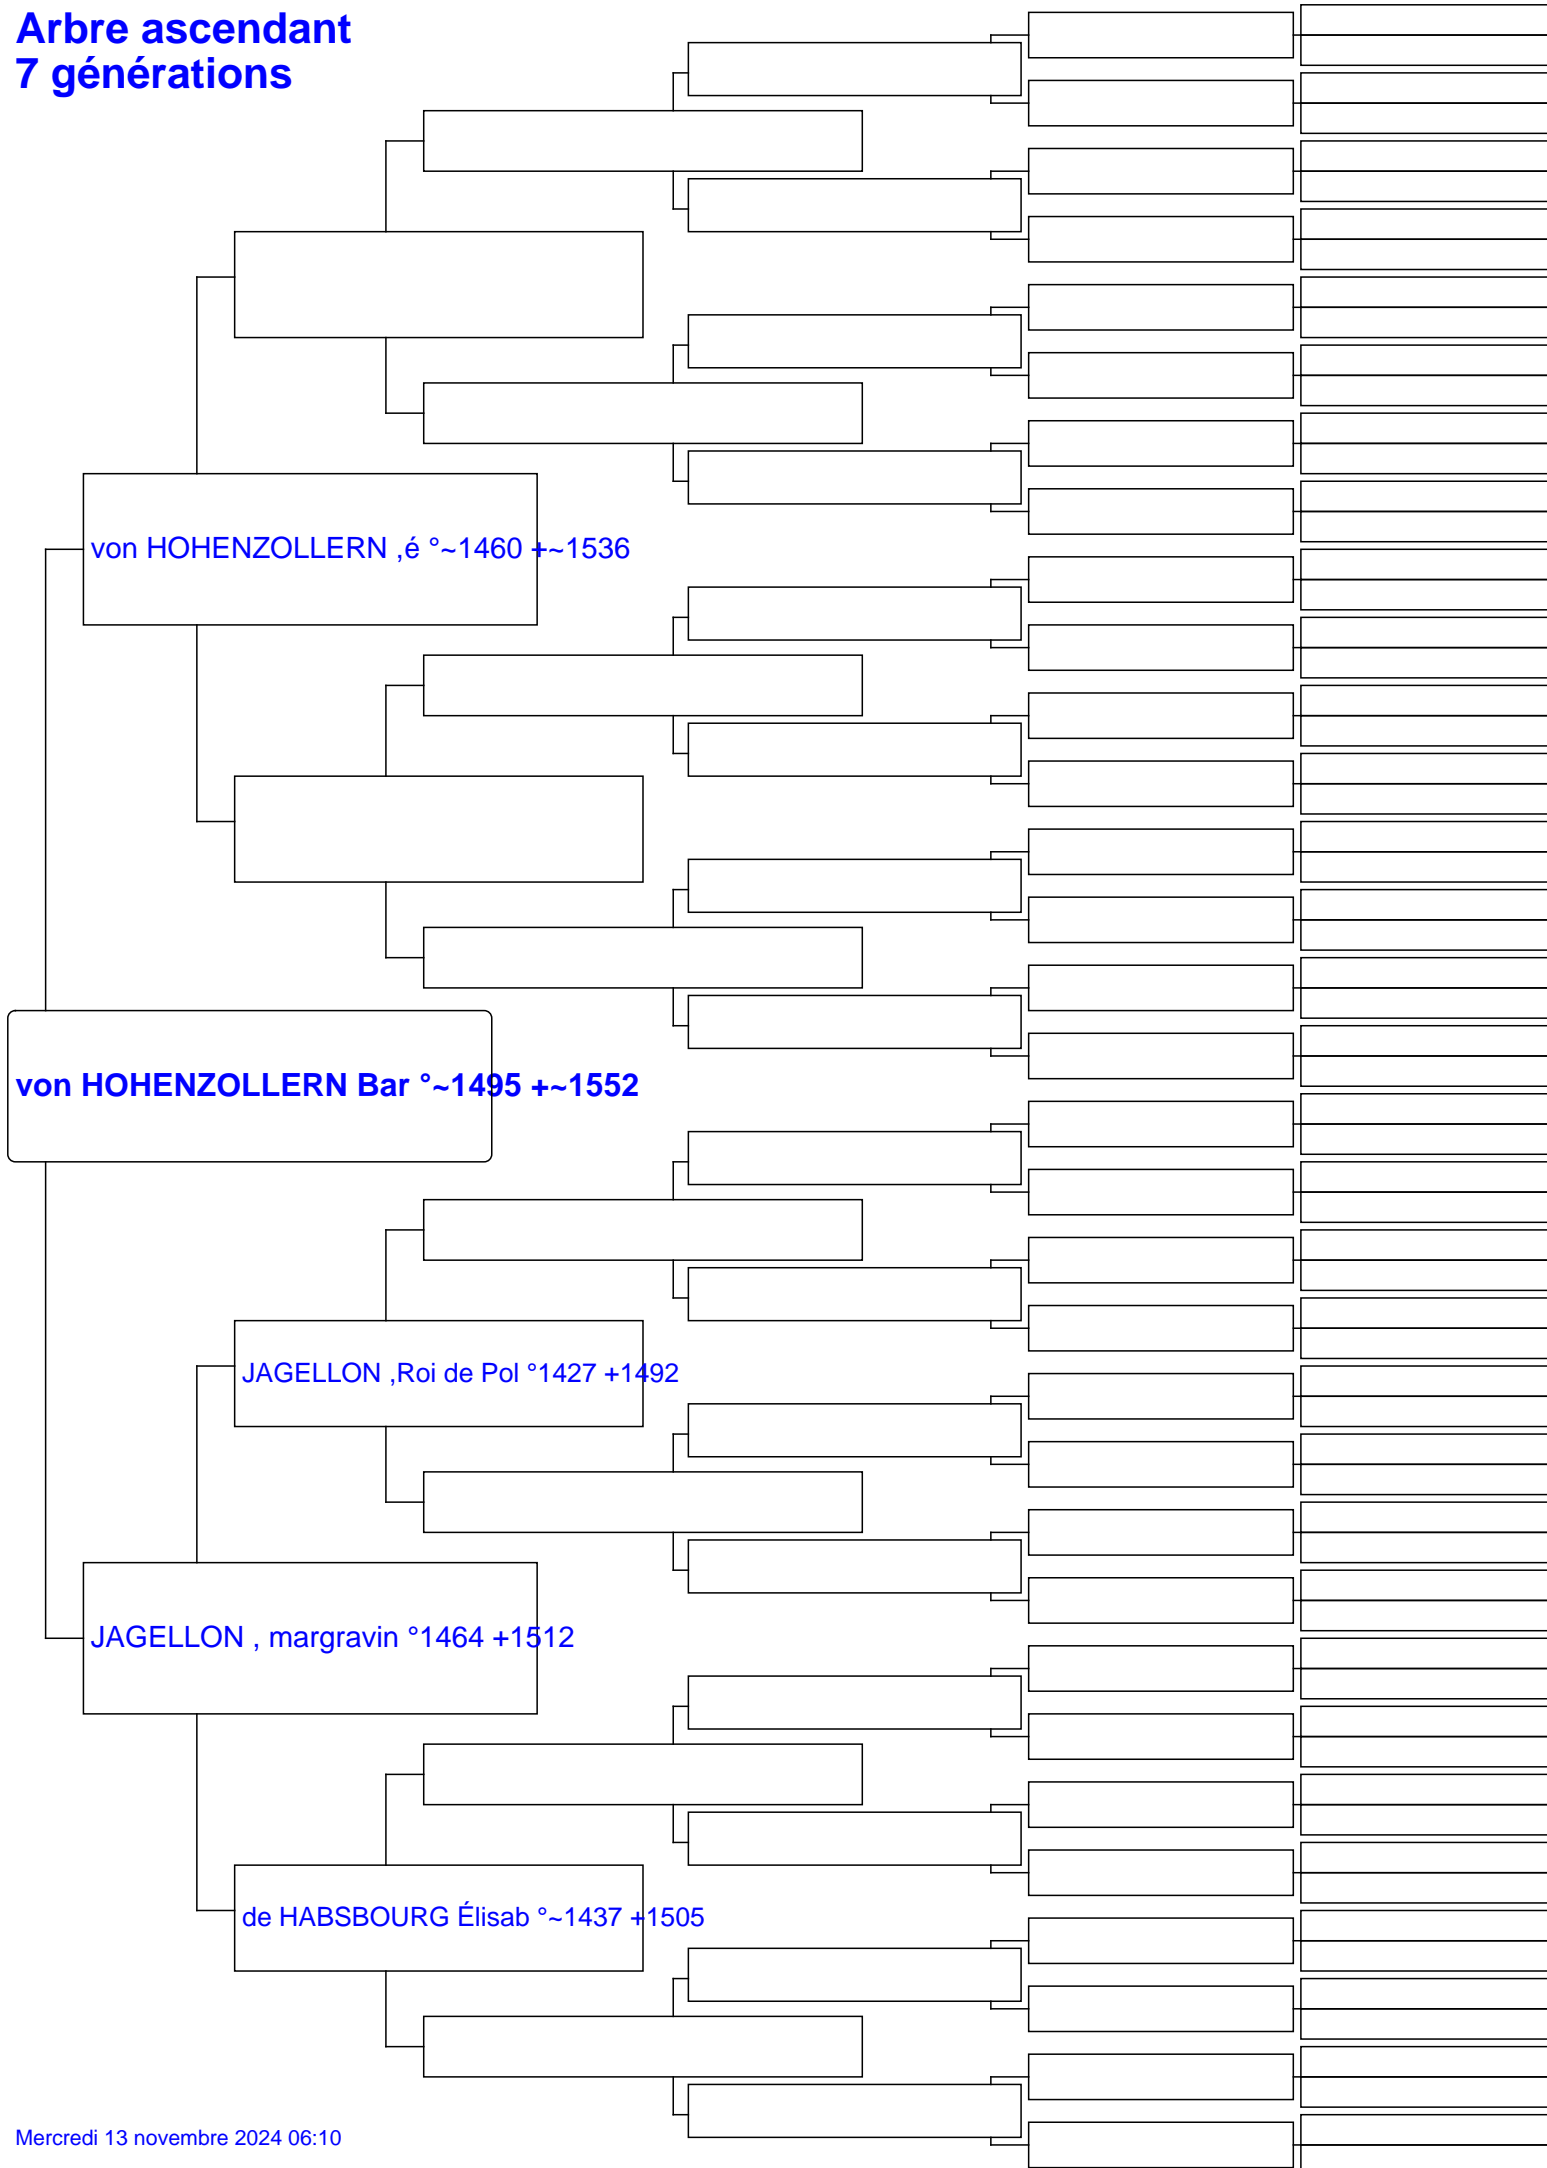 Arbre ascendant
7 générations
von HOHENZOLLERN ,é °~1460 +~1536
von HOHENZOLLERN Bar °~1495 +~1552
JAGELLON ,Roi de Pol °1427 +1492
JAGELLON , margravin °1464 +1512
de HABSBOURG Élisab °~1437 +1505
Mercredi 13 novembre 2024 06:10